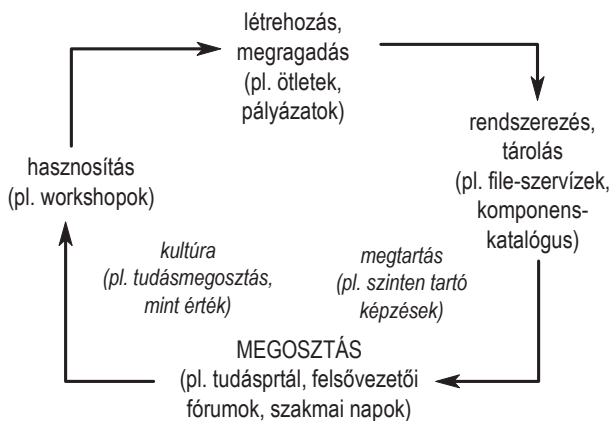 létrehozás,
megragadás
(pl. ötletek,
pályázatok)
rendszerezés,
tárolás
(pl. file-szervízek,
komponens-
katalógus)
hasznosítás
(pl. workshopok)
kultúra
(pl. tudásmegosztás,
mint érték)
megtartás
(pl. szinten tartó
képzések)
MEGOSZTÁS
(pl. tudásprtál, felsővezetői
fórumok, szakmai napok)